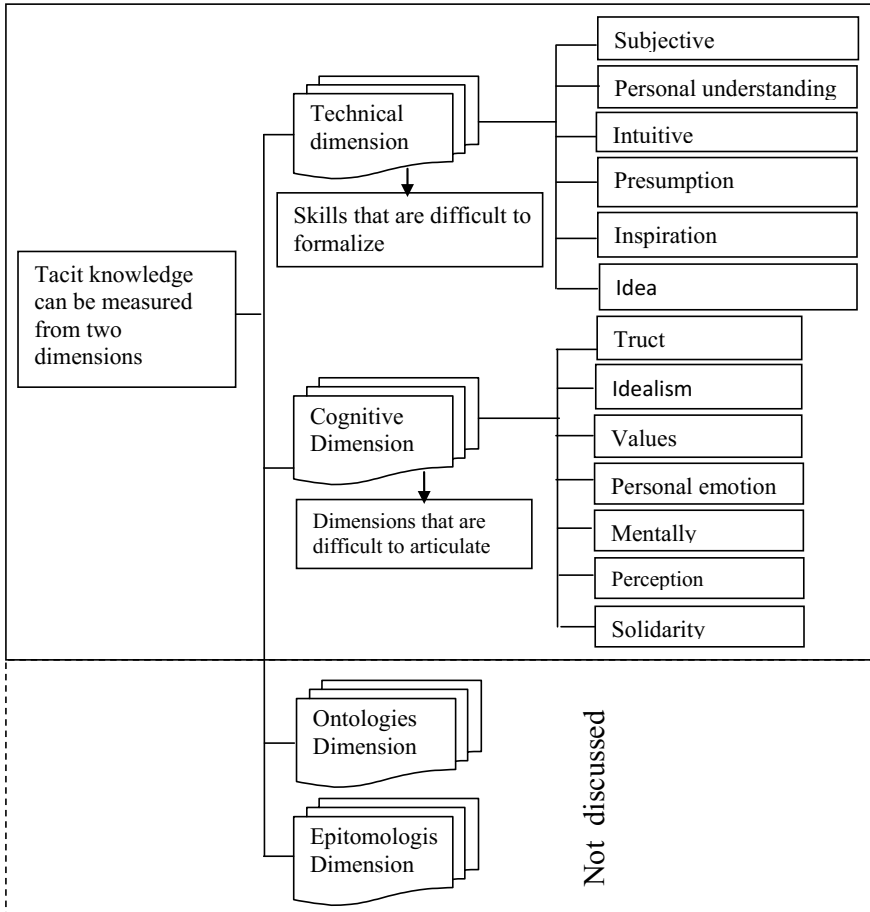 Tacit knowledge
can be measured
from two
dimensions
Technical
dimension
Skills that are difficult to
formalize
Subjective
Personal understanding
Intuitive
Presumption
Inspiration
Idea
Cognitive
Dimension
Dimensions that are
difficult to articulate
Truct
Idealism
Values
Personal emotion
Mentally
Perception
Solidarity
Ontologies
Dimension
Epitomologis
Dimension
Not discussed